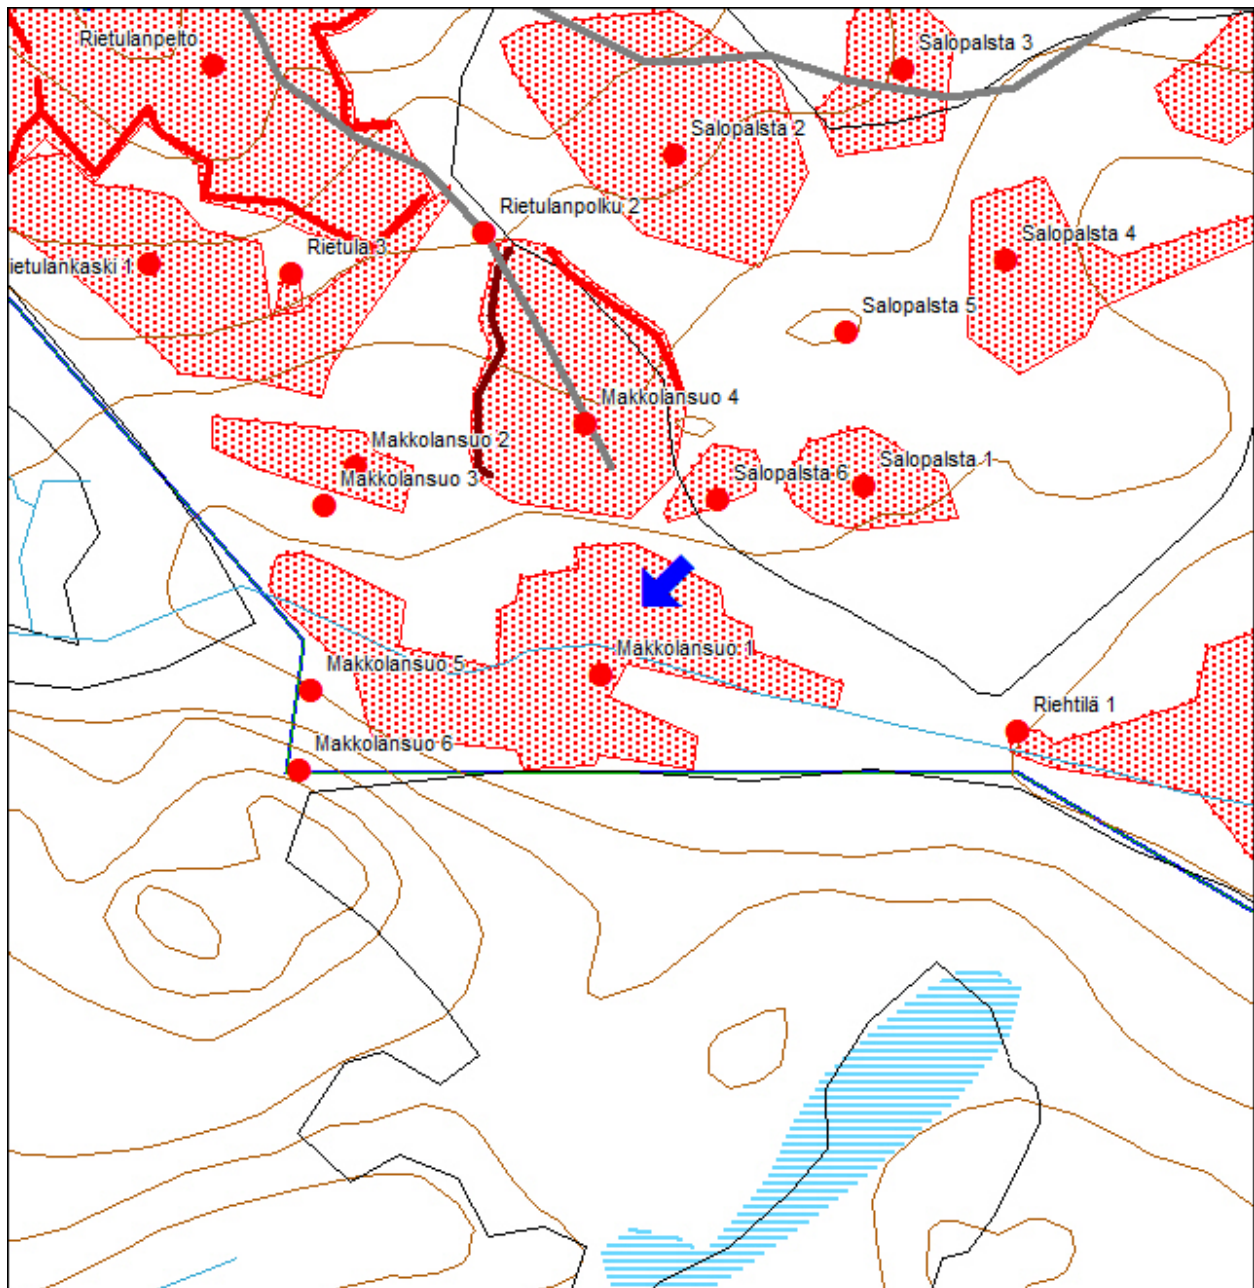 Rietulanpelto
Salopalsta 3
Salopalsta 2
Rietulanpolku 2
Salopalsta 4
Rietula 3
ietulankaski 1
Salopalsta 5
Makkolansuo 4
Makkolansuo 2
Salopalsta 1
Salopalsta 6
Makkolansuo 3
Makkolansuo 1
Makkolansuo 5
Riehtilä 1
Makkolansuo 6